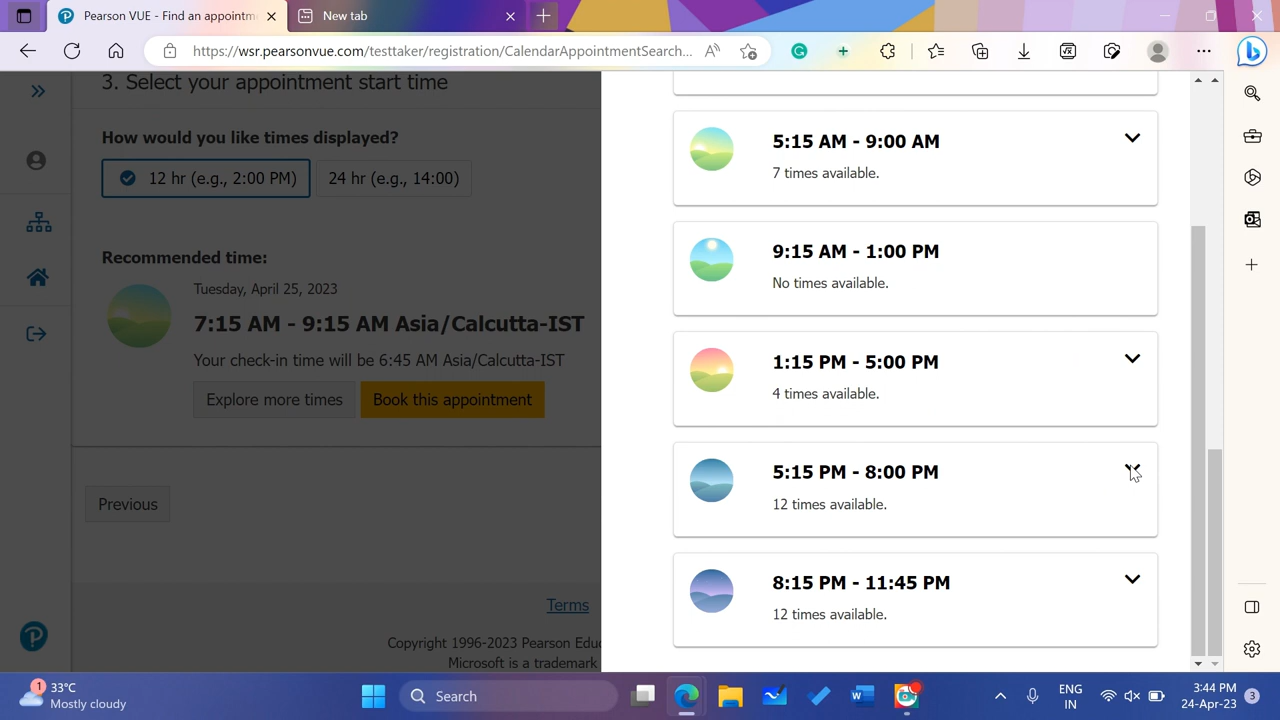 Pearson VUE - Find an appointm
New tab
https://wsr.pearsonvue.com/testtaker/registration/CalendarAppointmentSearch...
3. Select your appointment start time
How would you like times displayed?
12 hr (e.g., 2:00 PM)
24 hr (e.g., 14:00)
Recommended time:
Tuesday, April 25, 2023
7:15 AM - 9:15 AM Asia/Calcutta-IST
Your check-in time will be 6:45 AM Asia/Calcutta-IST
Explore more times
Book this appointment
Previous
Terms
Copyright 1996-2023 Pearson Educ
Microsoft is a trademark
5:15 AM - 9:00 AM
7 times available.
9:15 AM - 1:00 PM
No times available.
1:15 PM - 5:00 PM
4 times available.
5:15 PM - 8:00 PM
12 times available.
8:15 PM - 11:45 PM
12 times available.
1
33°C
Mostly cloudy
Search
ENG
IN
3:44 PM
24-Apr-23
3